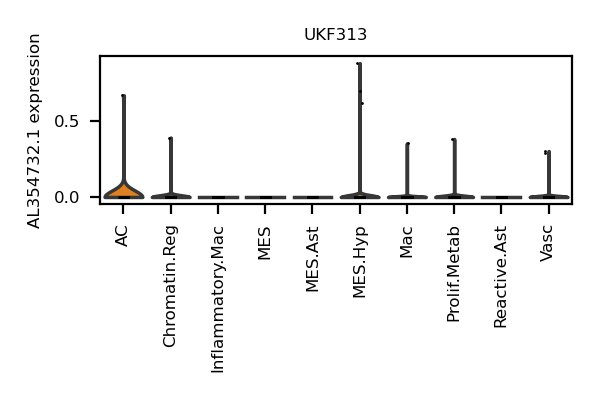 UKF313
AL354732.1 expression
0.5
0.0
AC
Chromatin.Reg
Inflammatory.Mac
MES
MES.Ast
MES.Hyp
Mac
Prolif.Metab
Reactive.Ast
Vasc